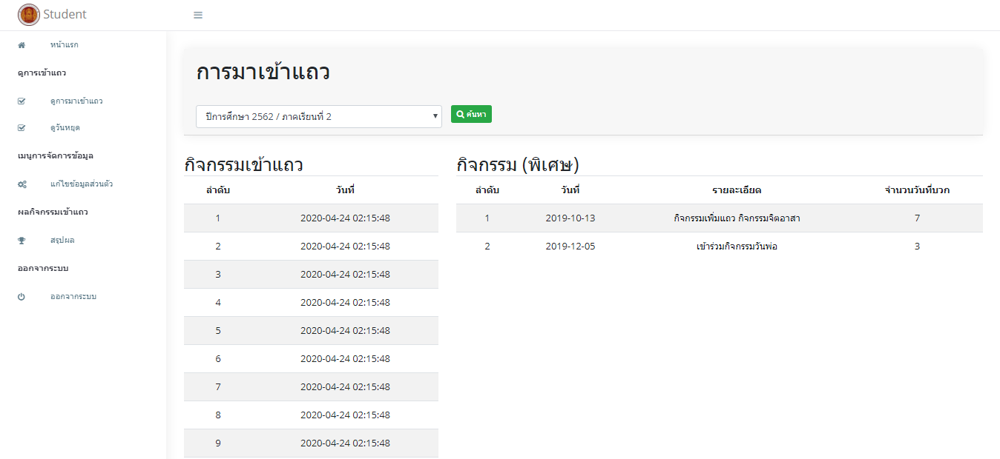 Student
หน้าแรก
ดูการเข้าแถว
ดูการมาเข้าแถว
ดูวันหยุด
เมนูการจัดการข้อมูล
แก้ไขข้อมูลส่วนตัว
ผลกิจกรรมเข้าแถว
สรุปผล
ออกจากระบบ
ออกจากระบบ
การมาเข้าแถว
ปีการศึกษา 2562 / ภาคเรียนที่ 2
ค้นหา
กิจกรรมเข้าแถว
ลำดับ วันที่
1 2020-04-24 02:15:48
2 2020-04-24 02:15:48
3 2020-04-24 02:15:48
4 2020-04-24 02:15:48
5 2020-04-24 02:15:48
6 2020-04-24 02:15:48
7 2020-04-24 02:15:48
8 2020-04-24 02:15:48
9 2020-04-24 02:15:48
กิจกรรม (พิเศษ)
ลำดับ วันที่ รายละเอียด จำนวนวันที่บวก
1 2019-10-13 กิจกรรมเพิ่มแถว กิจกรรมจิตอาสา 7
2 2019-12-05 เข้าร่วมกิจกรรมวันพ่อ 3